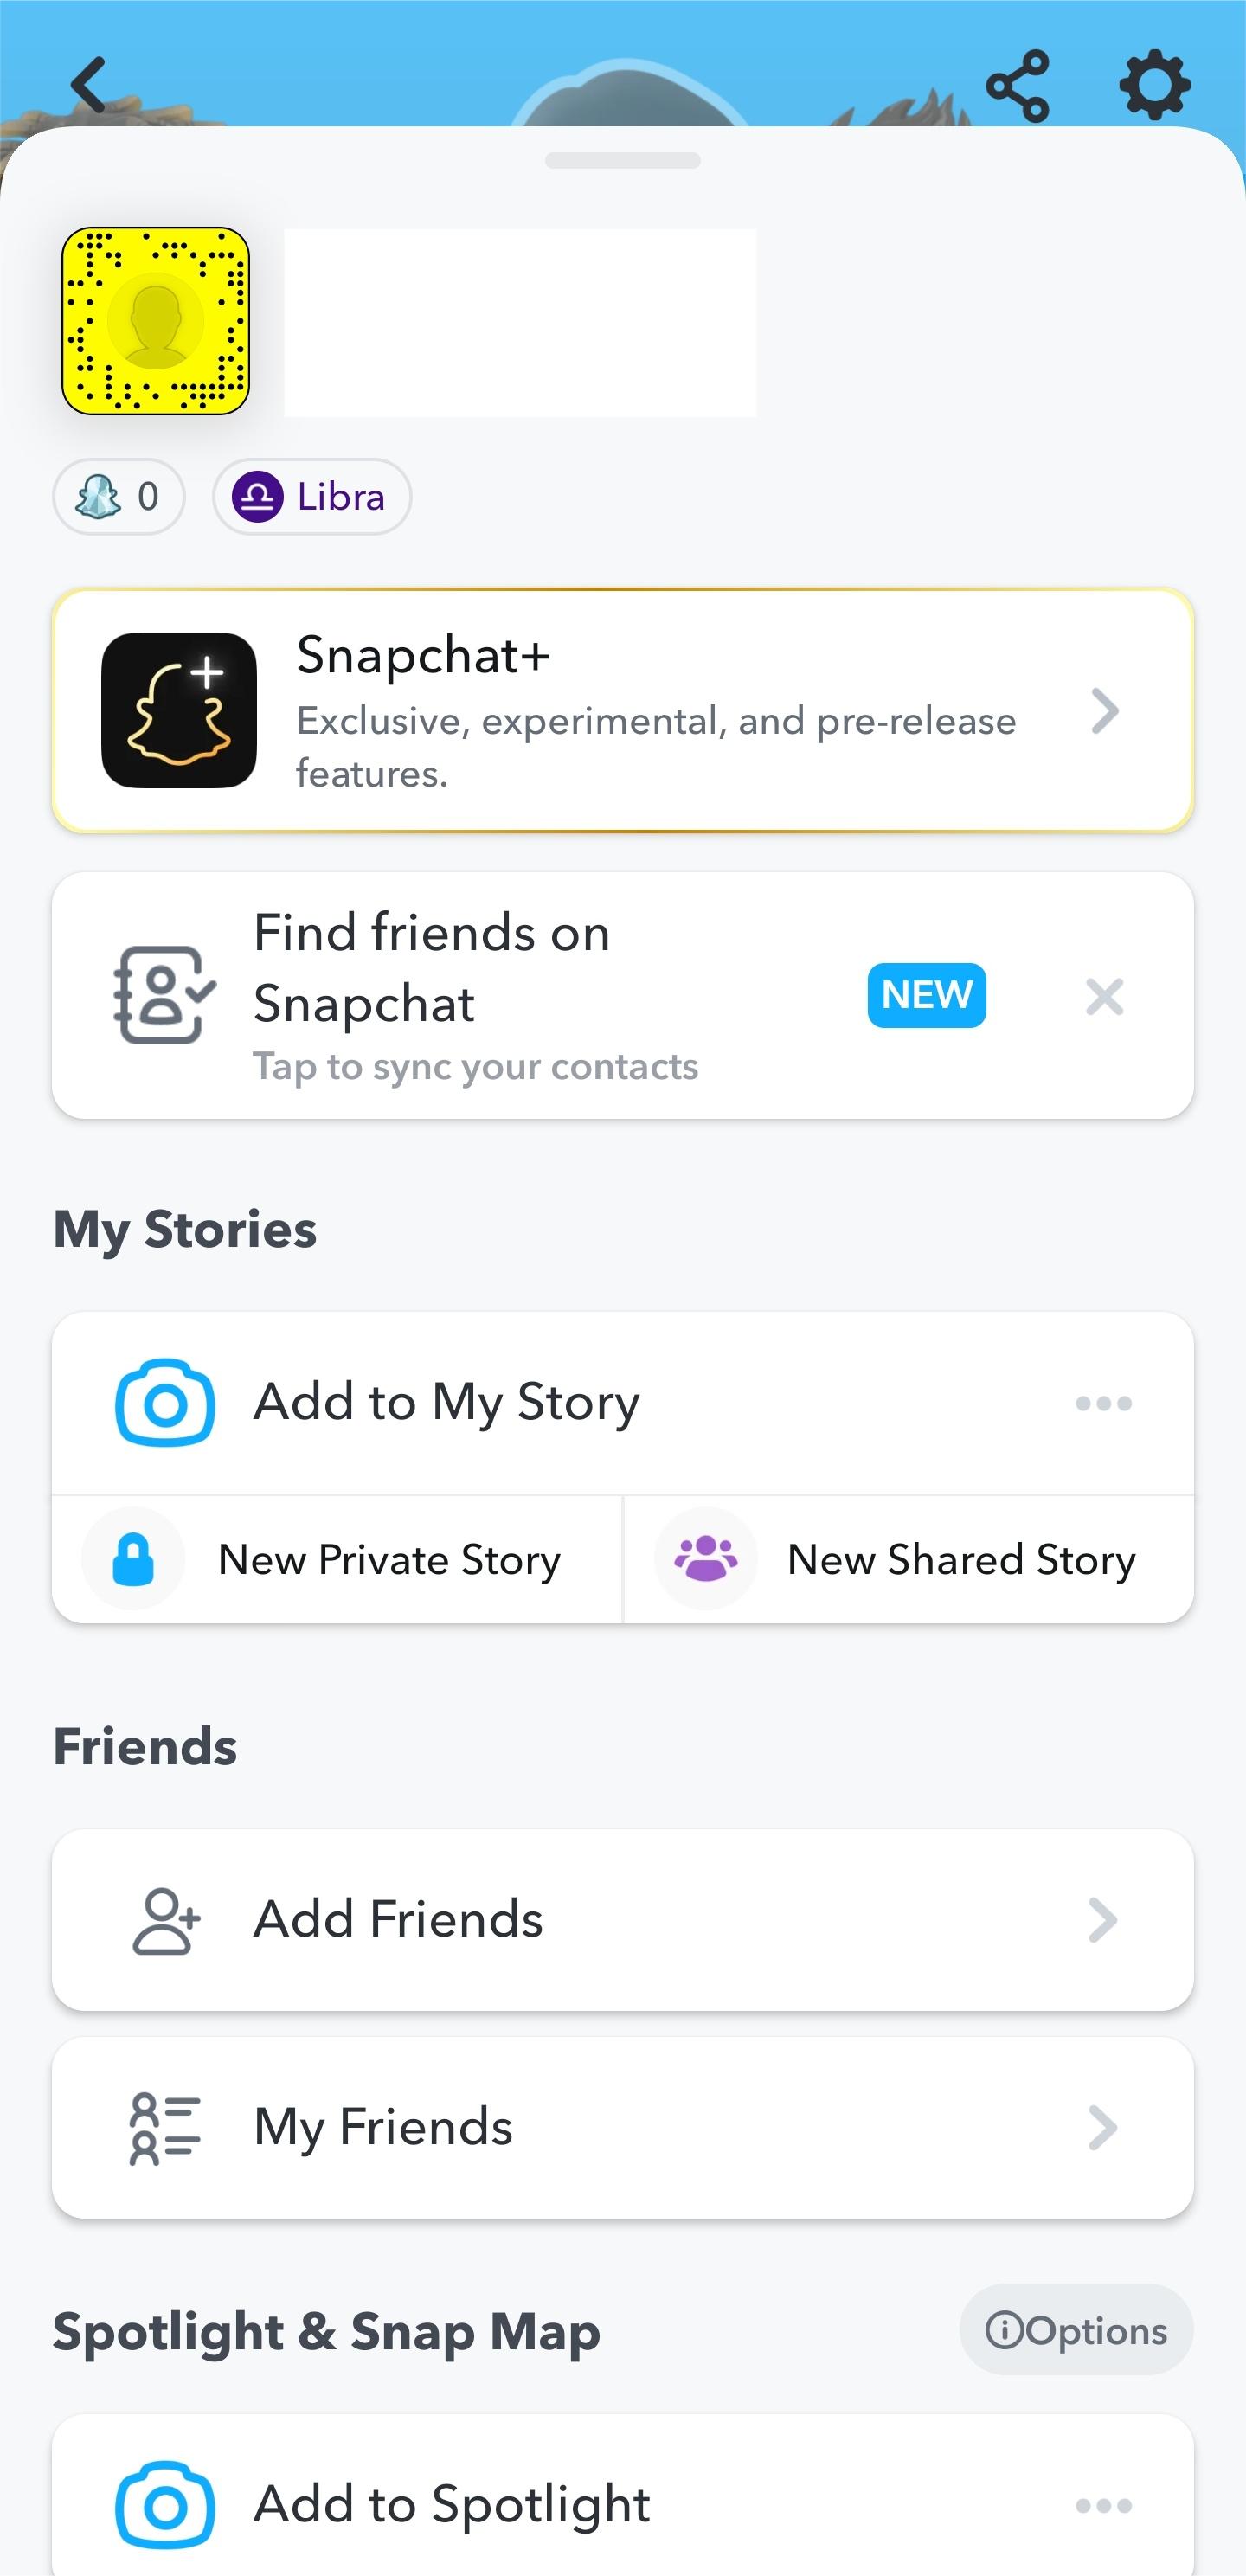 0
Libra
Snapchat+
Exclusive, experimental, and pre-release
features.
Find friends on
Snapchat
Tap to sync your contacts
NEW
My Stories
Add to My Story
New Private Story
New Shared Story
Friends
Add Friends
My Friends
Spotlight & Snap Map
Options
Add to Spotlight